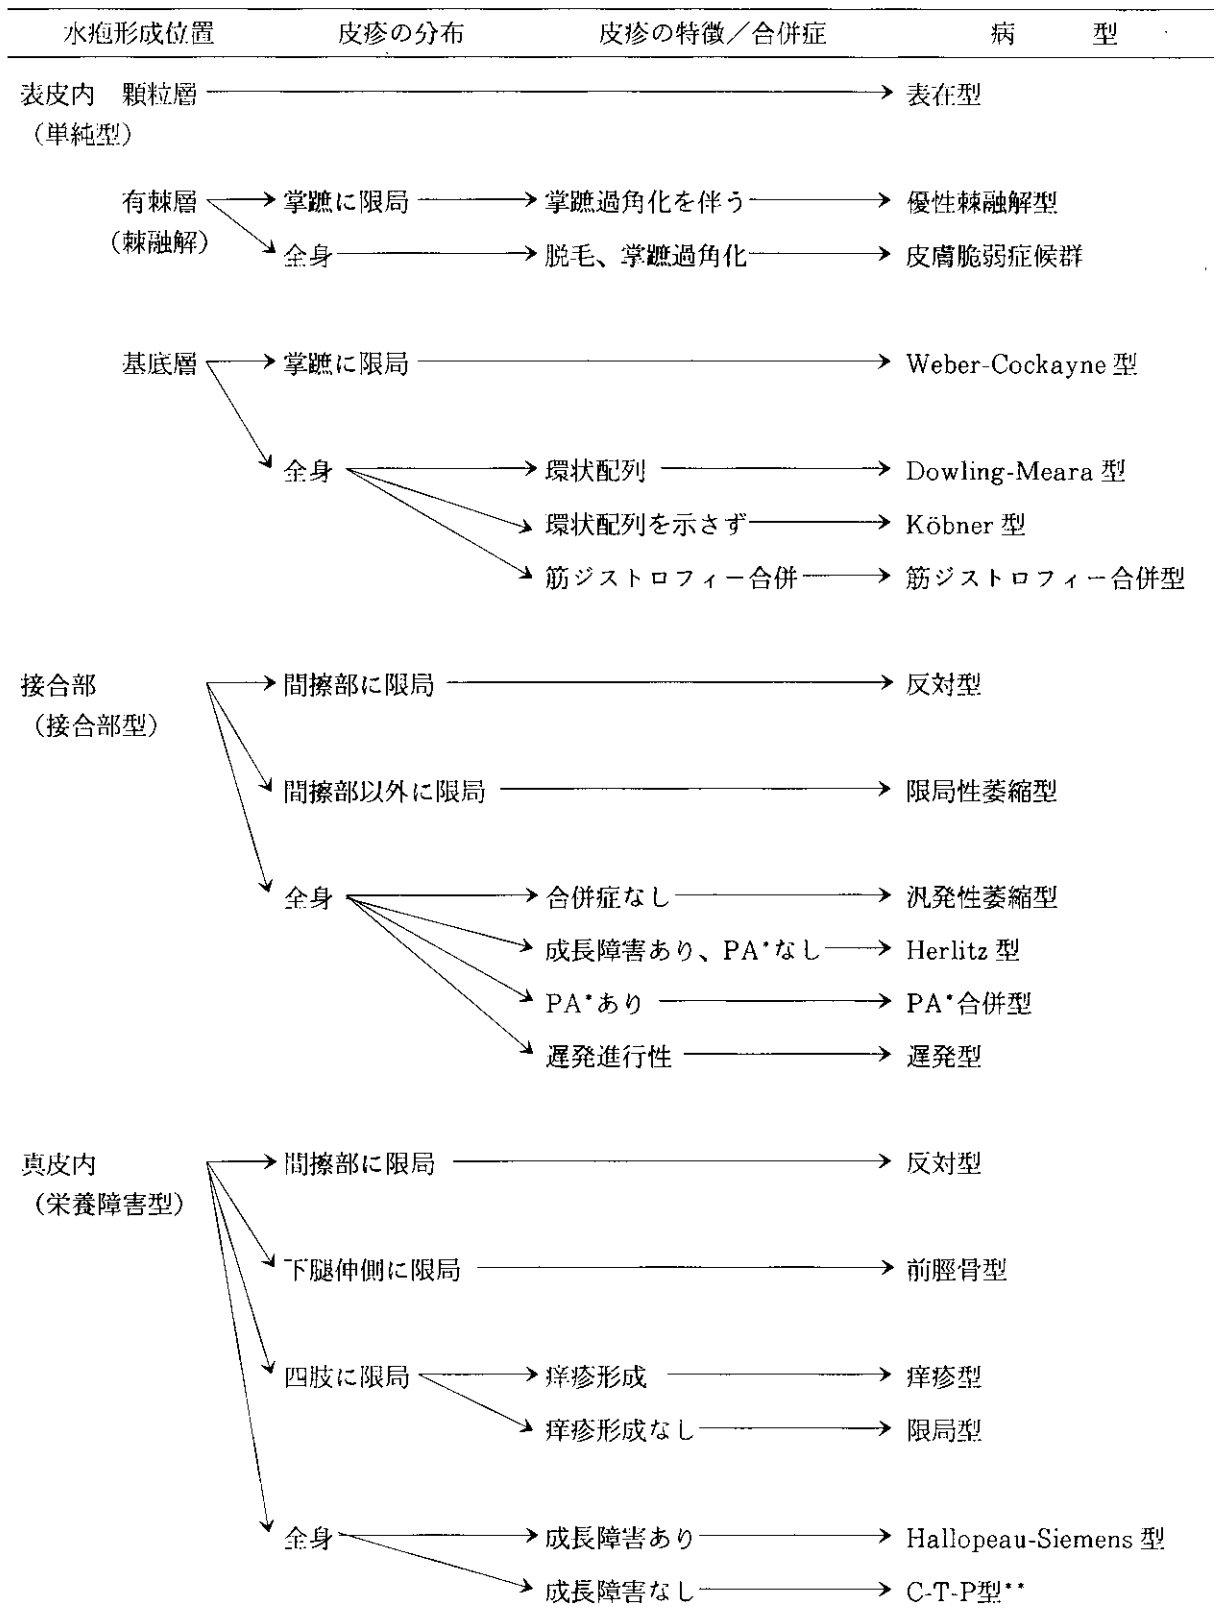 水疱形成位置 皮疹の分布 皮疹の特徴／合併症 病型
表皮内 顆粒層 → 表在型
（単純型）
有棘層 → 掌蹠に限局 → 掌蹠過角化を伴う → 優性棘融解型
（棘融解）
全身 → 脱毛、掌蹠過角化 → 皮膚脆弱症候群
基底層 → 掌蹠に限局 → Weber-Cockayne 型
全身 → 環状配列 → Dowling-Meara 型
環状配列を示さず → Köbner 型
筋ジストロフィー合併 → 筋ジストロフィー合併型
接合部 → 間擦部に限局 → 反対型
（接合部型）
間擦部以外に限局 → 限局性萎縮型
全身 → 合併症なし → 汎発性萎縮型
成長障害あり、PA*なし → Herlitz 型
PA*あり → PA*合併型
遅発進行性 → 遅発型
真皮内 → 間擦部に限局 → 反対型
（栄養障害型）
下腿伸側に限局 → 前脛骨型
四肢に限局 → 痒疹形成 → 痒疹型
痒疹形成なし → 限局型
全身 → 成長障害あり → Hallopeau-Siemens 型
成長障害なし → C-T-P型**